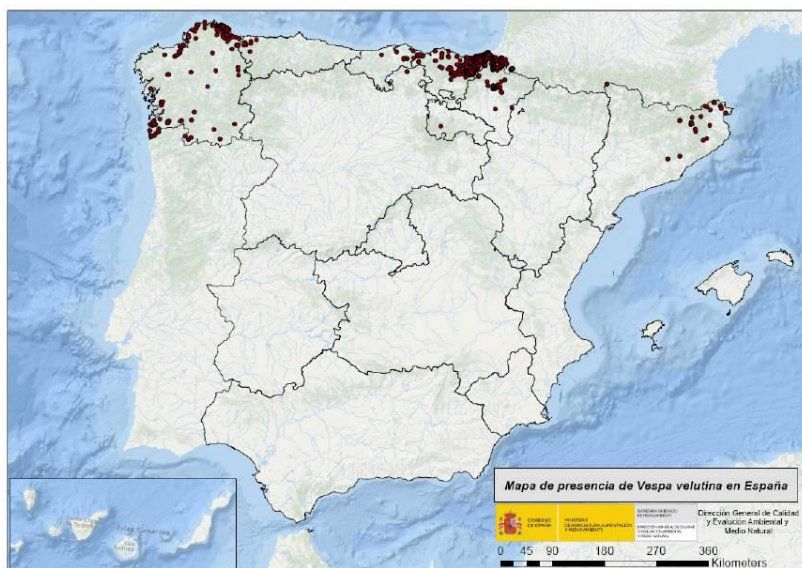 Mapa de presencia de Vespa velutina en España
GOBIERNO
DE ESPAÑA
MINISTERIO
DE AGRICULTURA, ALIMENTACIÓN
Y MEDIO AMBIENTE
Dirección General de Calidad
y Evalución Ambiental y
Medio Natural
0 45 90 180 270 360
Kilometers